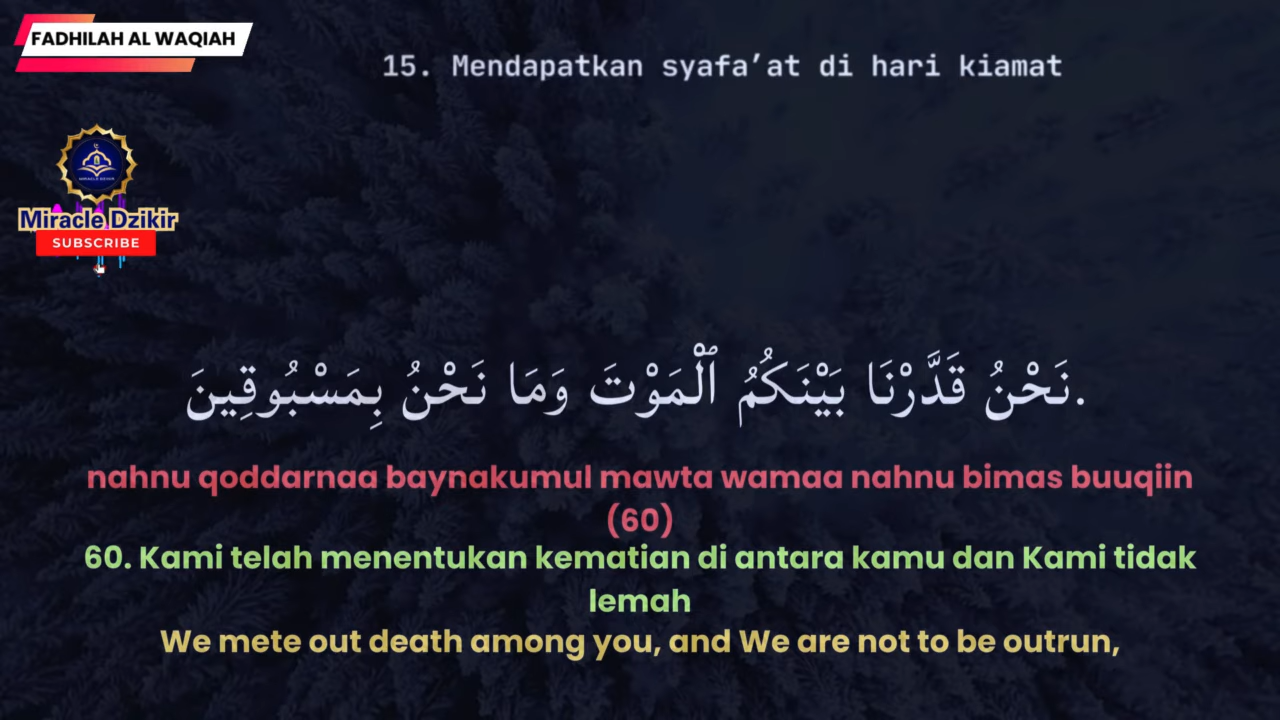 FADHILAH AL WAQIAH
15. Mendapatkan syafa’at di hari kiamat
Miracle Dzikir
SUBSCRIBE
نَحْنُ قَدَّرْنَا بَيْنَكُمُ ٱلْمَوْتَ وَمَا نَحْنُ بِمَسْبُوقِينَ.
nahnu qoddarnaa baynakumul mawta wamaa nahnu bimas buuqiin
(60)
60. Kami telah menentukan kematian di antara kamu dan Kami tidak
lemah
We mete out death among you, and We are not to be outrun,